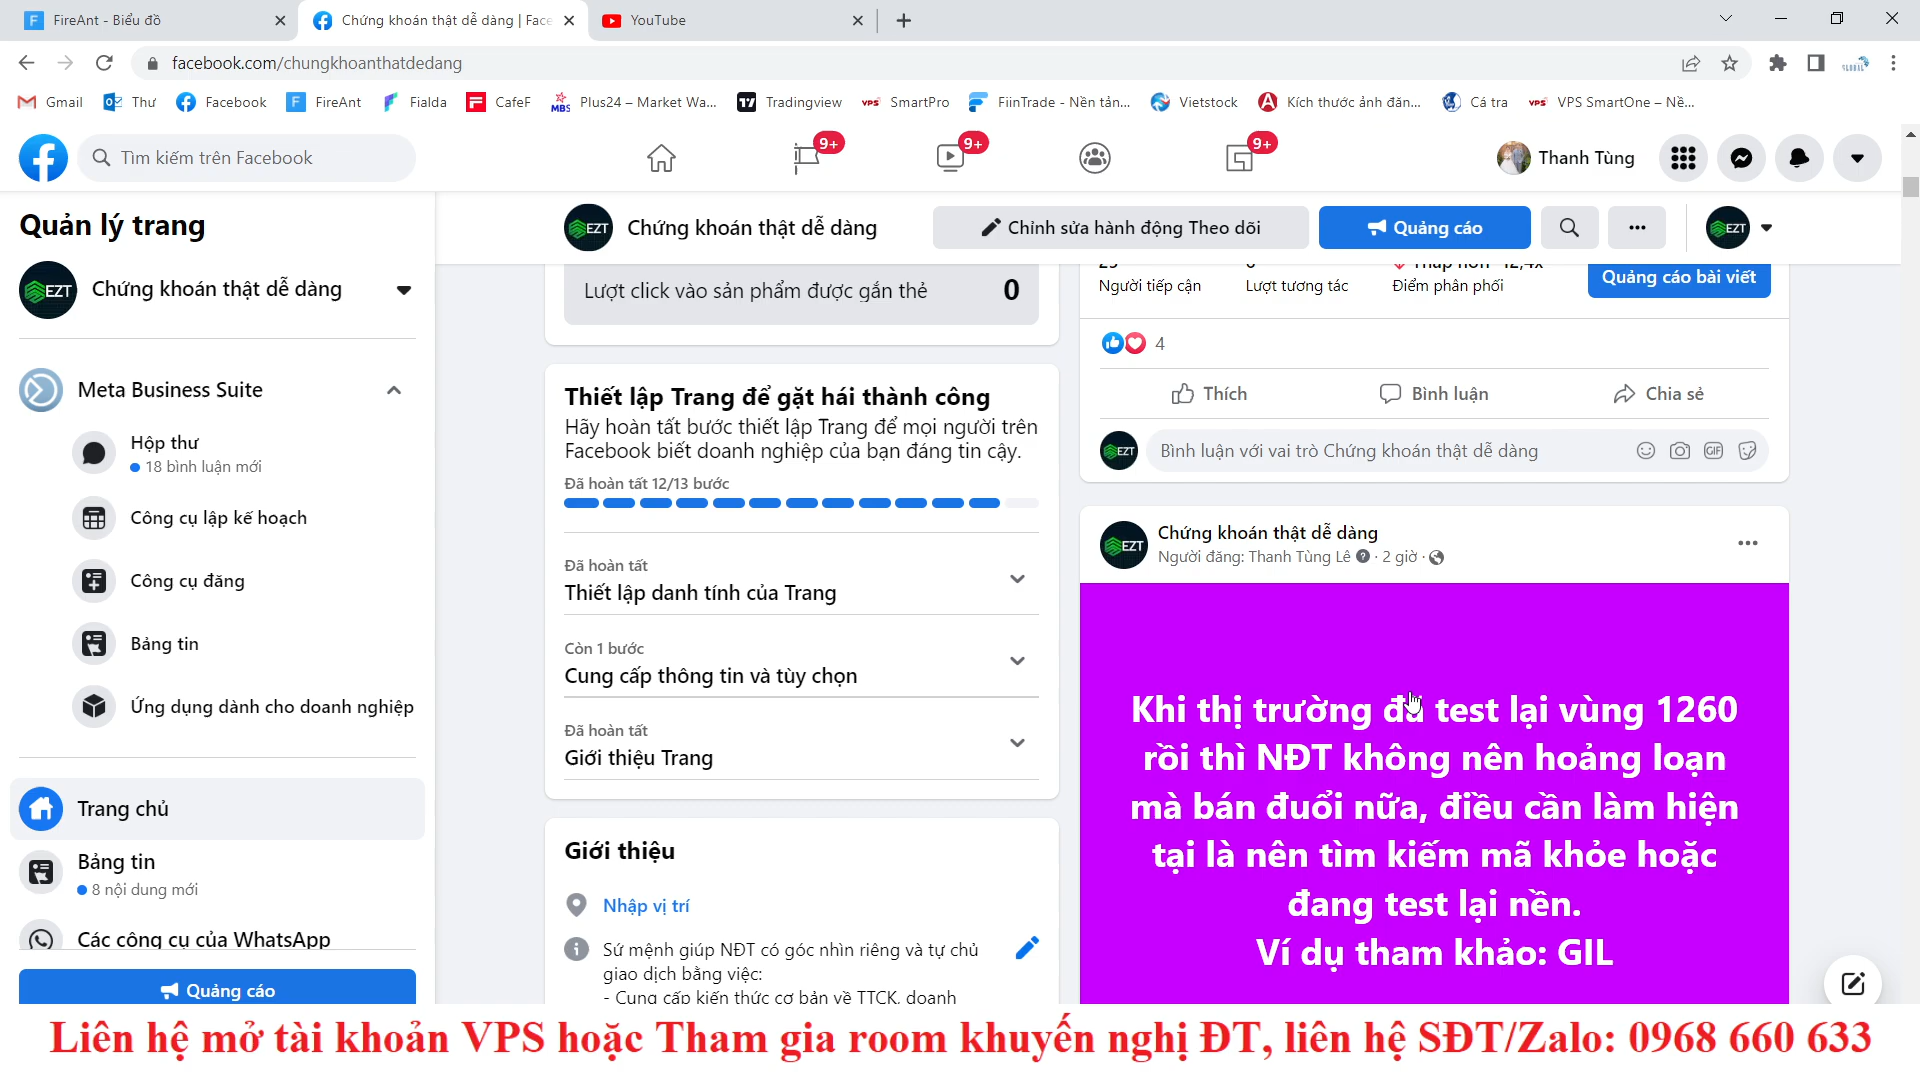 FireAnt - Biểu đồ
Chứng khoán thật dễ dàng | Face
YouTube
facebook.com/chungkhoanthatdedang
Gmail
Thư
Facebook
FireAnt
Fialda
CafeF
Plus24 – Market Wa...
Tradingview
SmartPro
FiinTrade - Nền tản...
Vietstock
Kích thước ảnh đăn...
Cá tra
VPS SmartOne – Nề...
Tìm kiếm trên Facebook
9+
9+
9+
Thanh Tùng
Quản lý trang
EZT
Chứng khoán thật dễ dàng
Chỉnh sửa hành động Theo dõi
Quảng cáo
EZT
EZT
Chứng khoán thật dễ dàng
Meta Business Suite
Hộp thư
18 bình luận mới
Công cụ lập kế hoạch
Công cụ đăng
Bảng tin
Ứng dụng dành cho doanh nghiệp
Trang chủ
Bảng tin
8 nội dung mới
Các công cụ của WhatsApp
Quảng cáo
Lượt click vào sản phẩm được gắn thẻ
0
Thiết lập Trang để gặt hái thành công
Hãy hoàn tất bước thiết lập Trang để mọi người trên
Facebook biết doanh nghiệp của bạn đáng tin cậy.
Đã hoàn tất 12/13 bước
Đã hoàn tất
Thiết lập danh tính của Trang
Còn 1 bước
Cung cấp thông tin và tùy chọn
Đã hoàn tất
Giới thiệu Trang
Giới thiệu
Nhập vị trí
Sứ mệnh giúp NĐT có góc nhìn riêng và tự chủ
giao dịch bằng việc:
- Cung cấp kiến thức cơ bản về TTCK, doanh
Người tiếp cận
Lượt tương tác
Điểm phân phối
Quảng cáo bài viết
4
Thích
Bình luận
Chia sẻ
EZT
Bình luận với vai trò Chứng khoán thật dễ dàng
GIF
EZT
Chứng khoán thật dễ dàng
Người đăng: Thanh Tùng Lê · 2 giờ ·
Khi thị trường đã test lại vùng 1260
rồi thì NĐT không nên hoảng loạn
mà bán đuổi nữa, điều cần làm hiện
tại là nên tìm kiếm mã khỏe hoặc
đang test lại nền.
Ví dụ tham khảo: GIL
Liên hệ mở tài khoản VPS hoặc Tham gia room khuyến nghị ĐT, liên hệ SĐT/Zalo: 0968 660 633